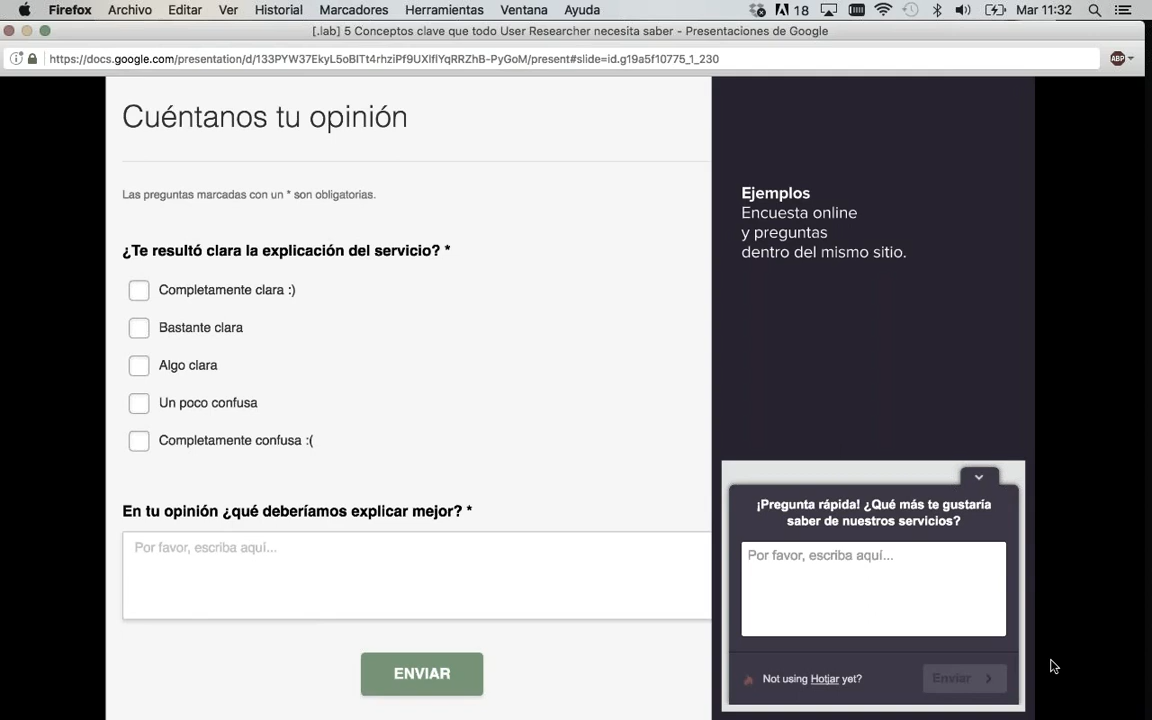 Firefox Archivo Editar Ver Historial Marcadores Herramientas Ventana Ayuda 18 Mar 11:32
[.lab] 5 Conceptos clave que todo User Researcher necesita saber - Presentaciones de Google
https://docs.google.com/presentation/d/133PYW37EkyL5oBITt4rhziPf9UXlflYqRRZhB-PyGoM/present#slide=id.g19a5f10775_1_230
ABP
Cuéntanos tu opinión
Las preguntas marcadas con un * son obligatorias.
¿Te resultó clara la explicación del servicio? *
Completamente clara :)
Bastante clara
Algo clara
Un poco confusa
Completamente confusa :(
En tu opinión ¿qué deberíamos explicar mejor? *
Por favor, escriba aquí...
ENVIAR
Ejemplos
Encuesta online
y preguntas
dentro del mismo sitio.
¡Pregunta rápida! ¿Qué más te gustaría
saber de nuestros servicios?
Por favor, escriba aquí...
Not using Hotjar yet?
Enviar